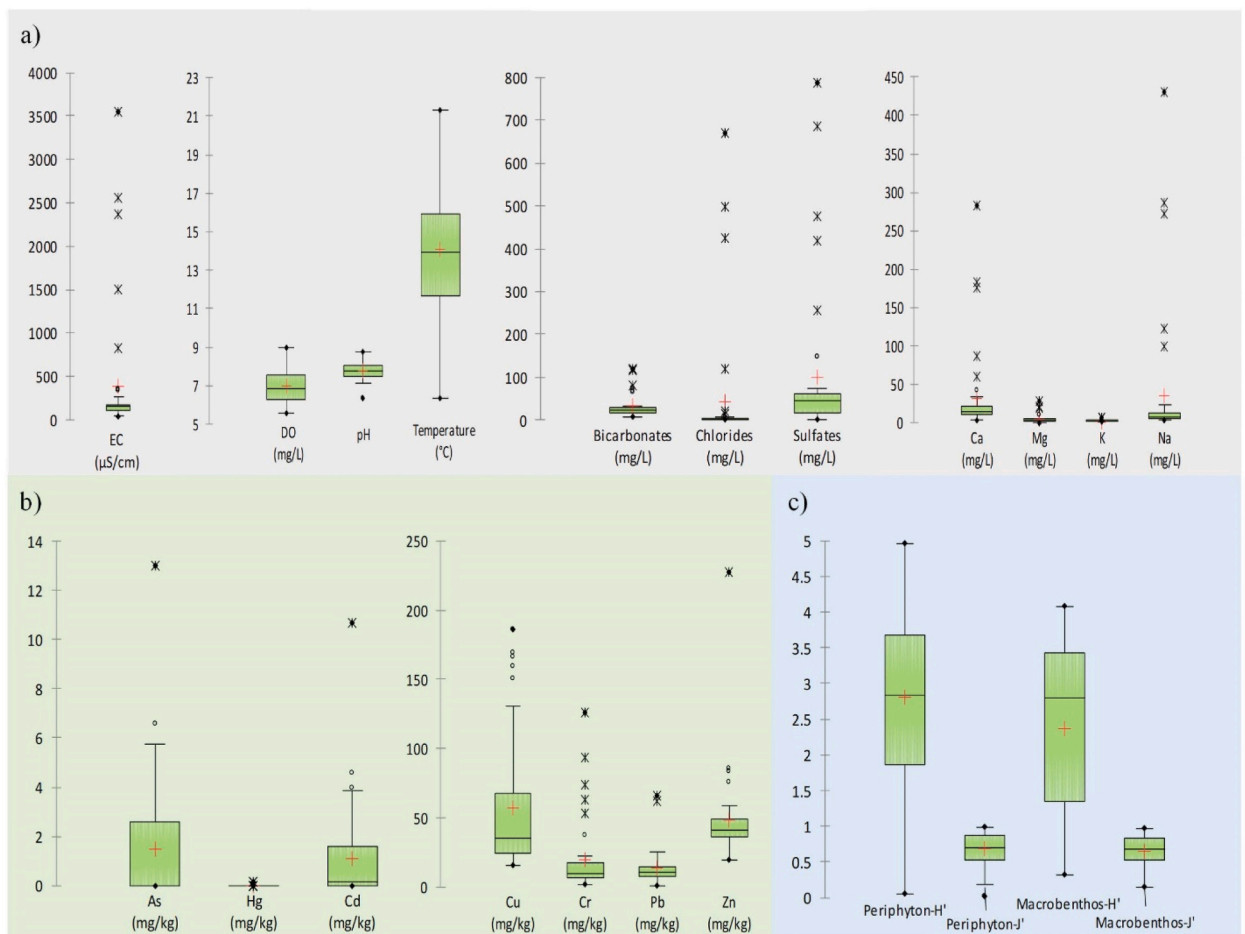 a)
4000
3500
3000
2500
2000
1500
1000
500
0
EC
(µS/cm)
23
21
19
17
15
13
11
9
7
5
DO
(mg/L)
pH
Temperature
(°C)
800
700
600
500
400
300
200
100
0
Bicarbonates
(mg/L)
Chlorides
(mg/L)
Sulfates
(mg/L)
450
400
350
300
250
200
150
100
50
0
Ca
(mg/L)
Mg
(mg/L)
K
(mg/L)
Na
(mg/L)
b)
14
12
10
8
6
4
2
0
As
(mg/kg)
Hg
(mg/kg)
Cd
(mg/kg)
250
200
150
100
50
0
Cu
(mg/kg)
Cr
(mg/kg)
Pb
(mg/kg)
Zn
(mg/kg)
c)
5
4.5
4
3.5
3
2.5
2
1.5
1
0.5
0
Periphyton-H'
Periphyton-J'
Macrobenthos-H'
Macrobenthos-J'